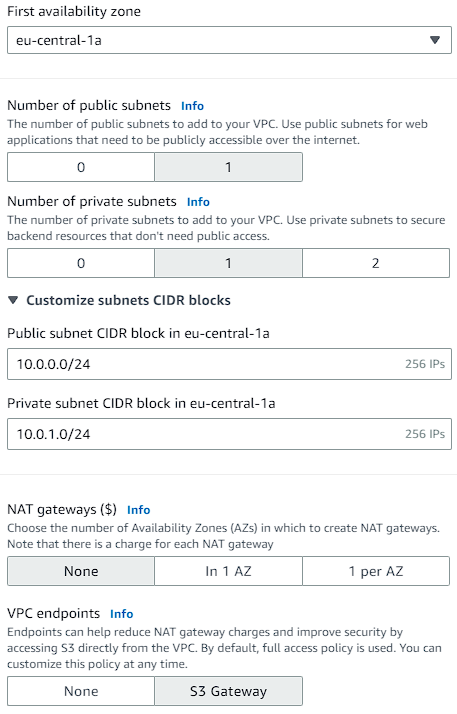 First availability zone
eu-central-1a
Number of public subnets Info
The number of public subnets to add to your VPC. Use public subnets for web
applications that need to be publicly accessible over the internet.
0 1
Number of private subnets Info
The number of private subnets to add to your VPC. Use private subnets to secure
backend resources that don't need public access.
0 1 2
Customize subnets CIDR blocks
Public subnet CIDR block in eu-central-1a
10.0.0.0/24 256 IPs
Private subnet CIDR block in eu-central-1a
10.0.1.0/24 256 IPs
NAT gateways ($) Info
Choose the number of Availability Zones (AZs) in which to create NAT gateways.
Note that there is a charge for each NAT gateway
None In 1 AZ 1 per AZ
VPC endpoints Info
Endpoints can help reduce NAT gateway charges and improve security by
accessing S3 directly from the VPC. By default, full access policy is used. You can
customize this policy at any time.
None S3 Gateway